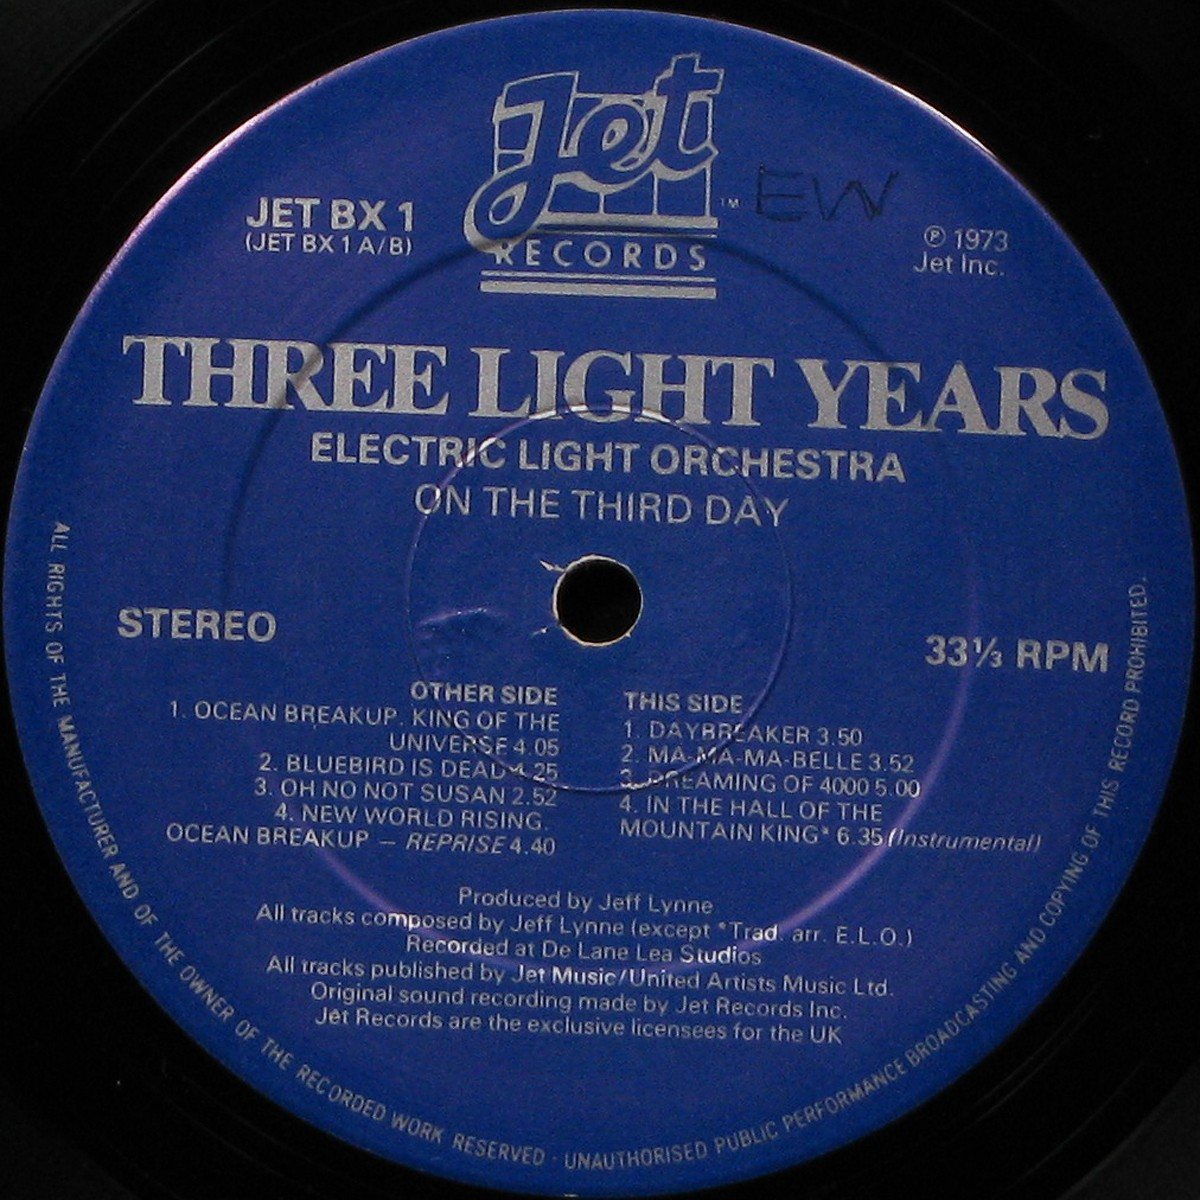 Jet
RECORDS
TM
EW
JET BX 1
(JET BX 1 A/B)
℗ 1973
Jet Inc.
THREE LIGHT YEARS
ELECTRIC LIGHT ORCHESTRA
ON THE THIRD DAY
STEREO
33⅓ RPM
OTHER SIDE
1. OCEAN BREAKUP. KING OF THE
UNIVERSE 4.05
2. BLUEBIRD IS DEAD 4.25
3. OH NO NOT SUSAN 2.52
4. NEW WORLD RISING.
OCEAN BREAKUP — REPRISE 4.40
THIS SIDE
1. DAYBREAKER 3.50
2. MA-MA-MA-BELLE 3.52
3. DREAMING OF 4000 5.00
4. IN THE HALL OF THE
MOUNTAIN KING* 6.35 (Instrumental)
Produced by Jeff Lynne
All tracks composed by Jeff Lynne (except *Trad. arr. E.L.O.)
Recorded at De Lane Lea Studios
All tracks published by Jet Music/United Artists Music Ltd.
Original sound recording made by Jet Records Inc.
Jet Records are the exclusive licensees for the UK
ALL RIGHTS OF THE MANUFACTURER AND OF THE OWNER OF THE RECORDED WORK RESERVED · UNAUTHORISED PUBLIC PERFORMANCE BROADCASTING AND COPYING OF THIS RECORD PROHIBITED.